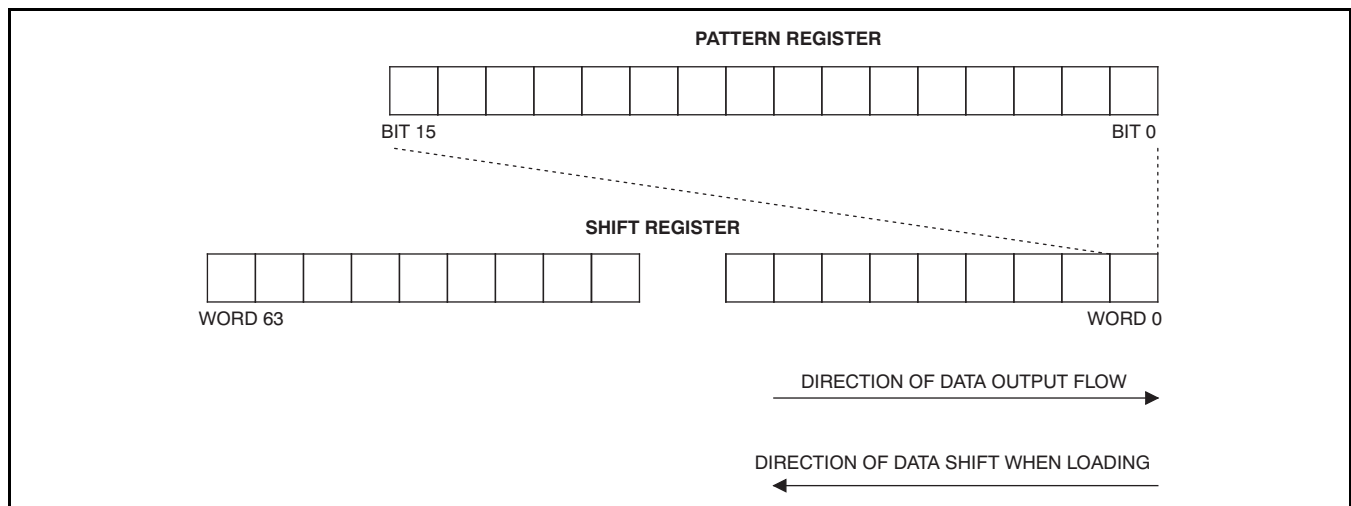 PATTERN REGISTER
BIT 15 BIT 0
SHIFT REGISTER
WORD 63 WORD 0
DIRECTION OF DATA OUTPUT FLOW
DIRECTION OF DATA SHIFT WHEN LOADING